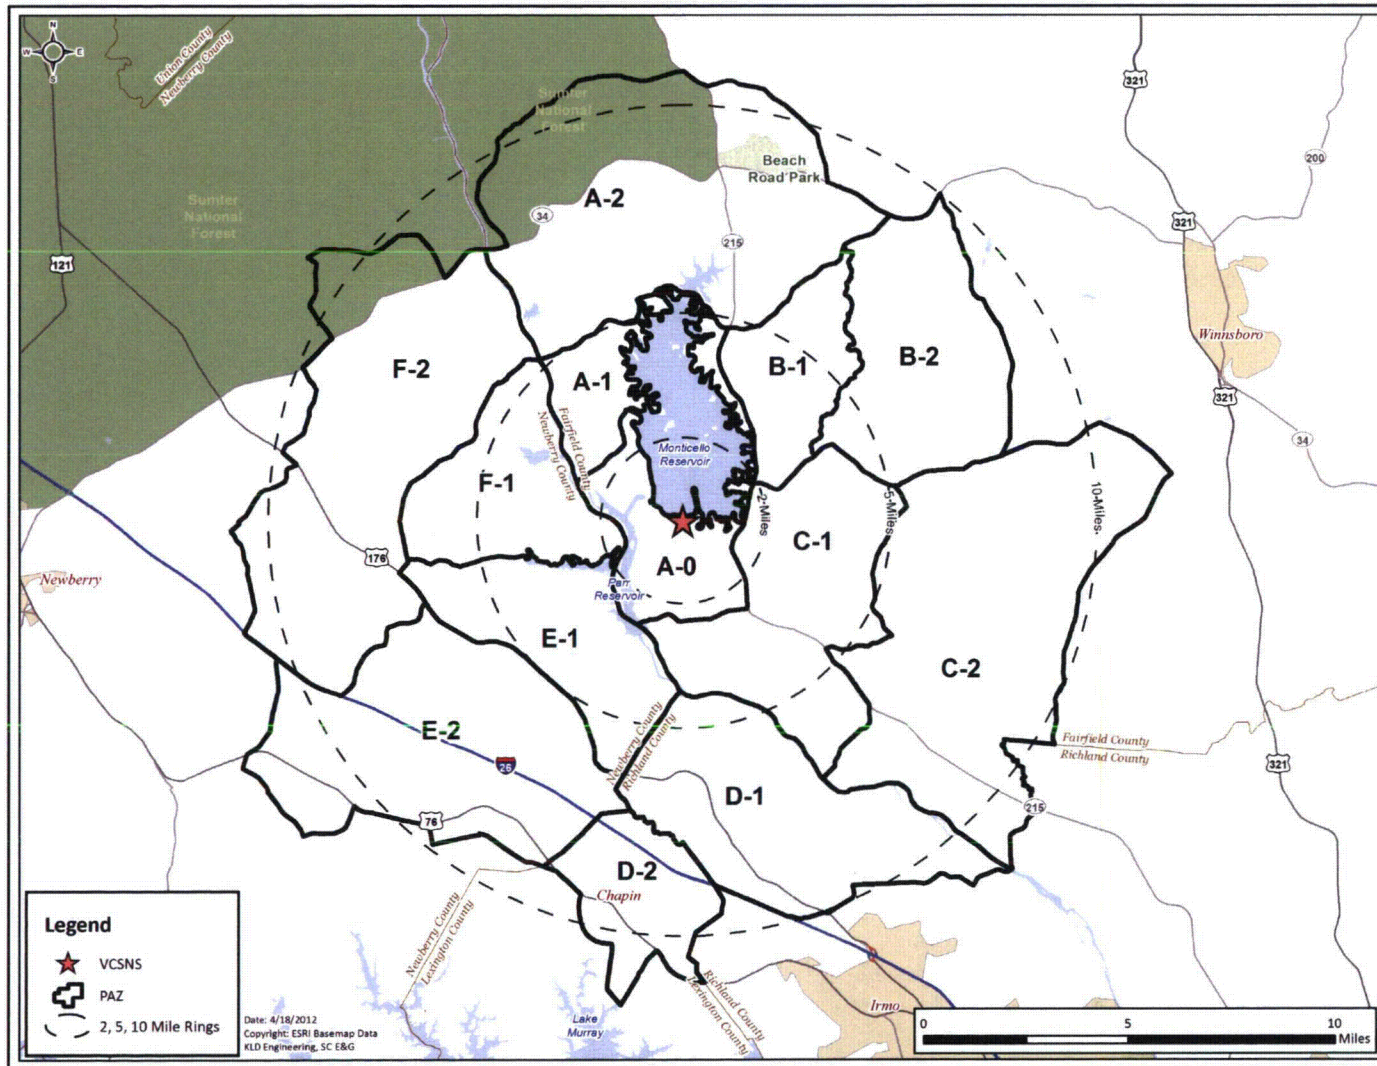 N
W E
S
Union County
Newberry County
321
Sumter
National
Forest
200
Beach
Road Park
Sumter
National
Forest
A-2
34
321
215
121
Winnsboro
F-2
A-1
B-1
B-2
321
Fairfield County
Newberry County
34
Monticello
Reservoir
F-1
2-Miles
5-Miles
10-Miles
C-1
176
A-0
Newberry
Parr
Reservoir
E-1
C-2
Newberry County
Richland County
E-2
Fairfield County
Richland County
26
321
D-1
215
76
D-2
Chapin
Newberry County
Lexington County
Richland County
Lexington County
Irmo
Lake
Murray
Legend
VCSNS
PAZ
2, 5, 10 Mile Rings
Date: 4/18/2012
Copyright: ESRI Basemap Data
KLD Engineering, SC E&G
0 5 10
Miles